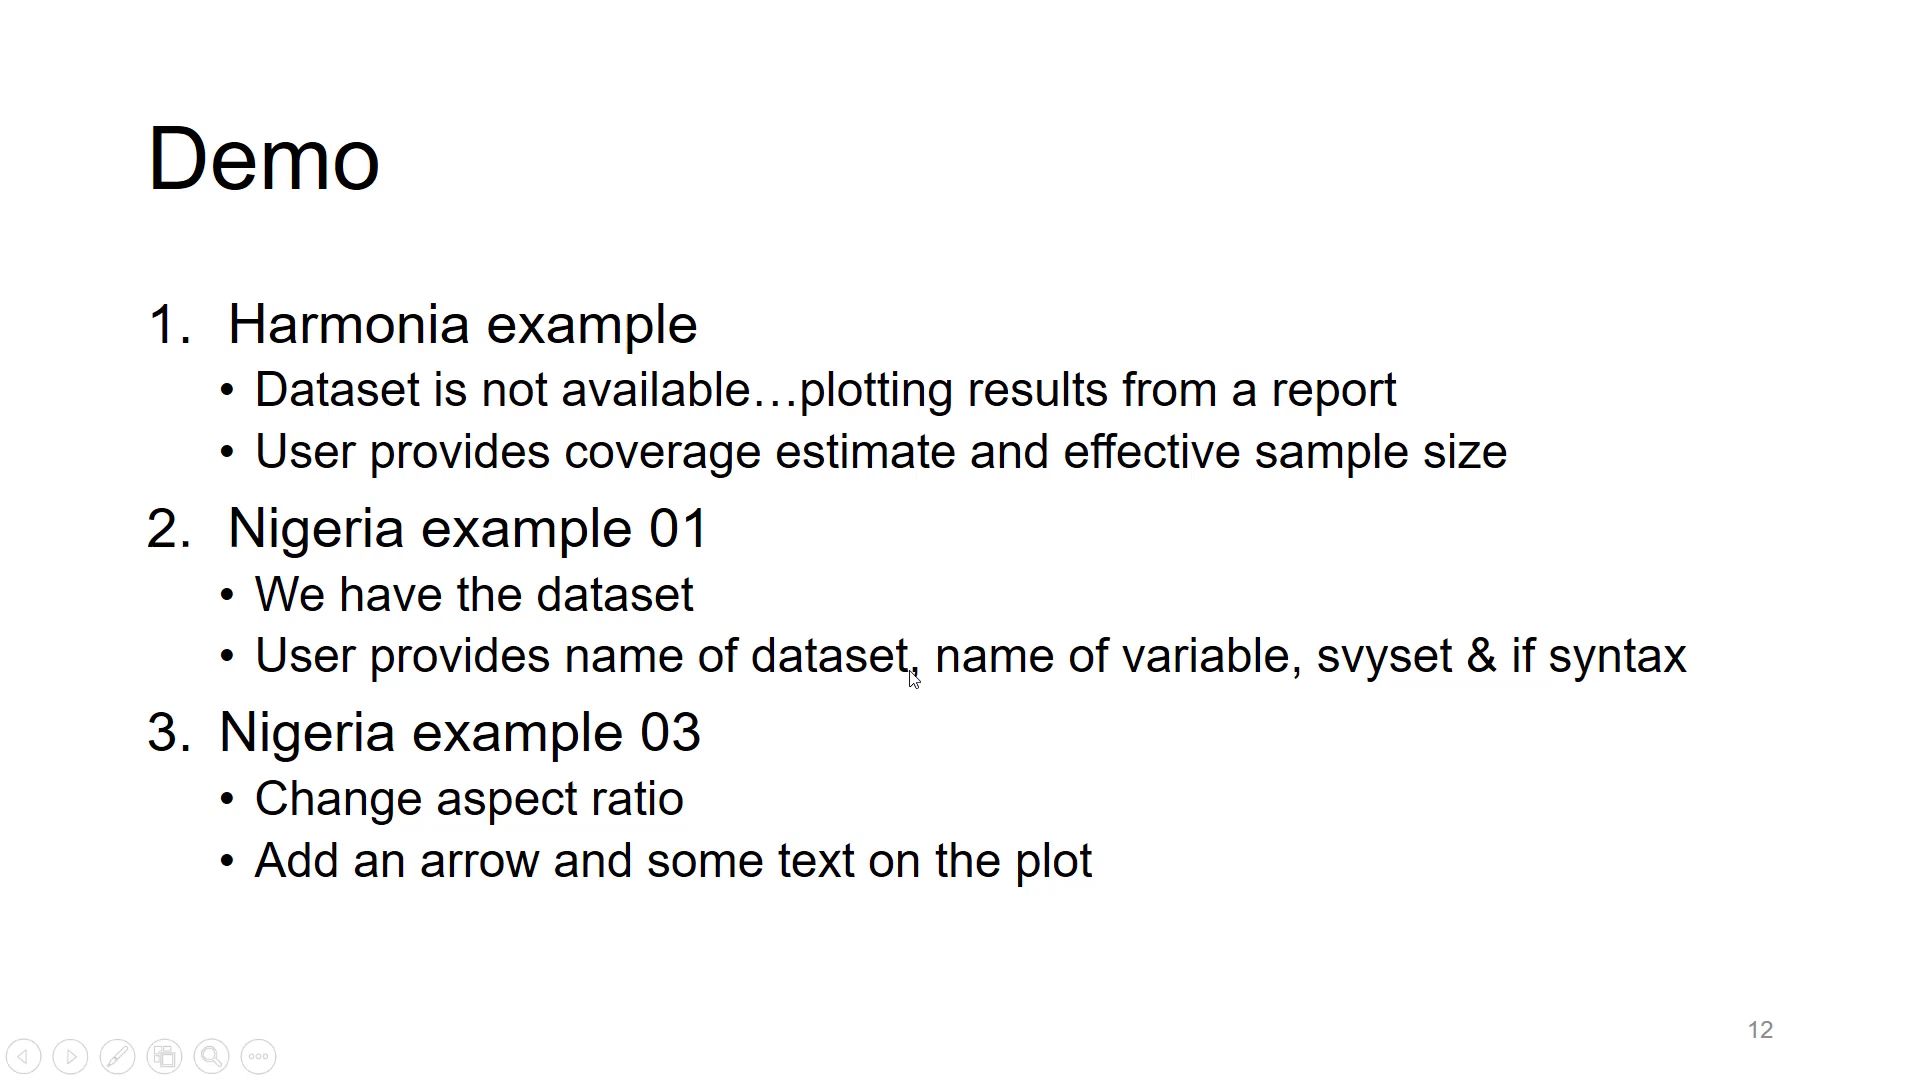 Demo
1. Harmonia example
• Dataset is not available…plotting results from a report
• User provides coverage estimate and effective sample size
2. Nigeria example 01
• We have the dataset
• User provides name of dataset, name of variable, svyset & if syntax
3. Nigeria example 03
• Change aspect ratio
• Add an arrow and some text on the plot
12